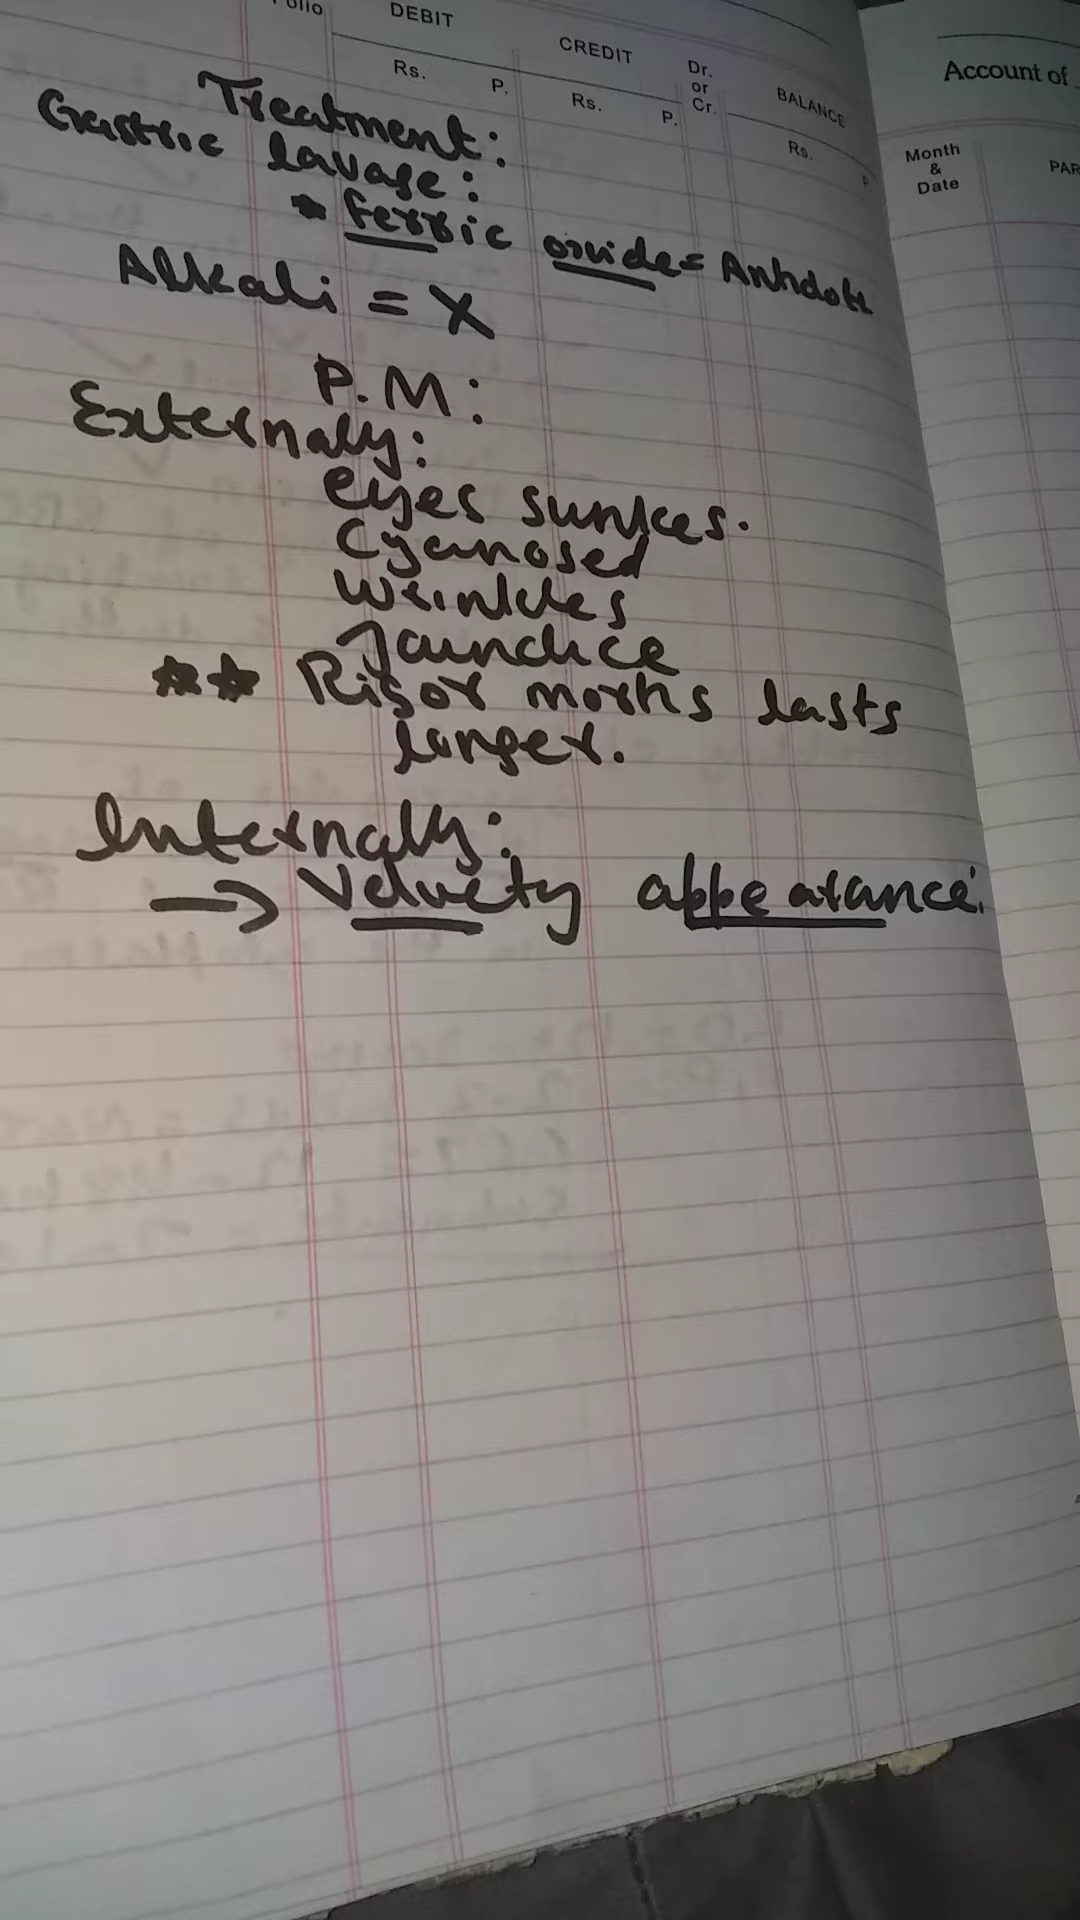 Folio DEBIT CREDIT Dr. or Cr. BALANCE
Rs. P. Rs. P. Rs. P.
Account of
Month & Date PAR
Treatment:
Gastric lavage:
* ferric oxide = Antidote
Alkali = X
P.M:
Externally:
eyes sunkes.
Cyanosed
Wrinkles
Jaundice
** Rigor mortis lasts
longer.
Internally:
→ Velvety appearance.